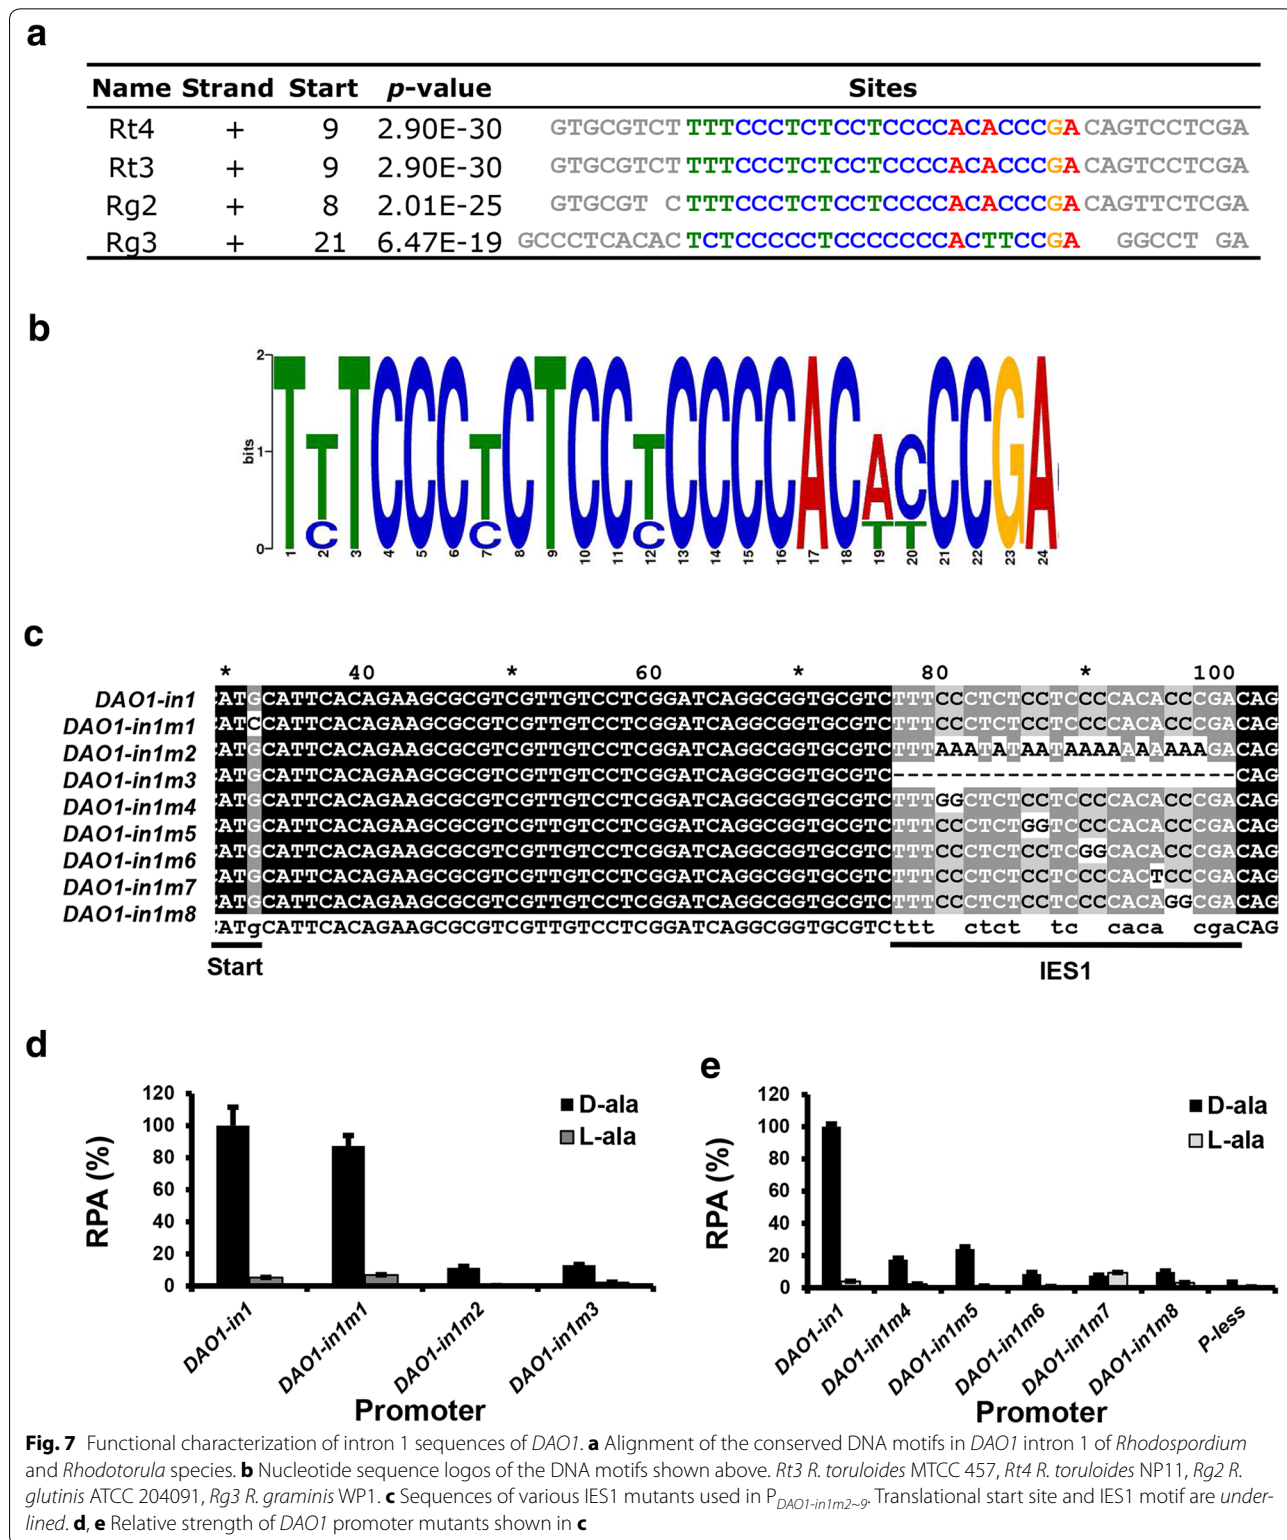 a
Name Strand Start p-value Sites
Rt4 + 9 2.90E-30 GTGCGTCT TTTCCCTCTCCTCCCCACACCCGA CAGTCCTCGA
Rt3 + 9 2.90E-30 GTGCGTCT TTTCCCTCTCCTCCCCACACCCGA CAGTCCTCGA
Rg2 + 8 2.01E-25 GTGCGT C TTTCCCTCTCCTCCCCACACCCGA CAGTTCTCGA
Rg3 + 21 6.47E-19 GCCCTCACAC TCTCCCCCTCCCCCCCACTTCCGA GGCCT GA
b
2
bits
1
0
TTTCCCTCTCCTCCCCACACCCGA
C C C T T
1 2 3 4 5 6 7 8 9 10 11 12 13 14 15 16 17 18 19 20 21 22 23 24
c
* 40 * 60 * 80 * 100
DAO1-in1 :ATGCATTCACAGAAGCGCGTCGTTGTCCTCGGATCAGGCGGTGCGTCTTTCCCTCTCCTCCCCACACCCGACAG
DAO1-in1m1 :ATCCATTCACAGAAGCGCGTCGTTGTCCTCGGATCAGGCGGTGCGTCTTTCCCTCTCCTCCCCACACCCGACAG
DAO1-in1m2 :ATGCATTCACAGAAGCGCGTCGTTGTCCTCGGATCAGGCGGTGCGTCTTTAAATATAATAAAAAAAAAAGACAG
DAO1-in1m3 :ATGCATTCACAGAAGCGCGTCGTTGTCCTCGGATCAGGCGGTGCGTC------------------------CAG
DAO1-in1m4 :ATGCATTCACAGAAGCGCGTCGTTGTCCTCGGATCAGGCGGTGCGTCTTTGGCTCTCCTCCCCACACCCGACAG
DAO1-in1m5 :ATGCATTCACAGAAGCGCGTCGTTGTCCTCGGATCAGGCGGTGCGTCTTTCCCTCTGGTCCCCACACCCGACAG
DAO1-in1m6 :ATGCATTCACAGAAGCGCGTCGTTGTCCTCGGATCAGGCGGTGCGTCTTTCCCTCTCCTCGGCACACCCGACAG
DAO1-in1m7 :ATGCATTCACAGAAGCGCGTCGTTGTCCTCGGATCAGGCGGTGCGTCTTTCCCTCTCCTCCCCACTCCCGACAG
DAO1-in1m8 :ATGCATTCACAGAAGCGCGTCGTTGTCCTCGGATCAGGCGGTGCGTCTTTCCCTCTCCTCCCCACAGGCGACAG
:ATgCATTCACAGAAGCGCGTCGTTGTCCTCGGATCAGGCGGTGCGTCttt  ctct  tc  caca  cgaCAG
Start IES1
d
RPA (%)
120
100
80
60
40
20
0
D-ala
L-ala
DAO1-in1 DAO1-in1m1 DAO1-in1m2 DAO1-in1m3
Promoter
e
RPA (%)
120
100
80
60
40
20
0
D-ala
L-ala
DAO1-in1 DAO1-in1m4 DAO1-in1m5 DAO1-in1m6 DAO1-in1m7 DAO1-in1m8 P-less
Promoter
Fig. 7 Functional characterization of intron 1 sequences of DAO1. a Alignment of the conserved DNA motifs in DAO1 intron 1 of Rhodospordium
and Rhodotorula species. b Nucleotide sequence logos of the DNA motifs shown above. Rt3 R. toruloides MTCC 457, Rt4 R. toruloides NP11, Rg2 R.
glutinis ATCC 204091, Rg3 R. graminis WP1. c Sequences of various IES1 mutants used in PDAO1-in1m2~9. Translational start site and IES1 motif are under-
lined. d, e Relative strength of DAO1 promoter mutants shown in c